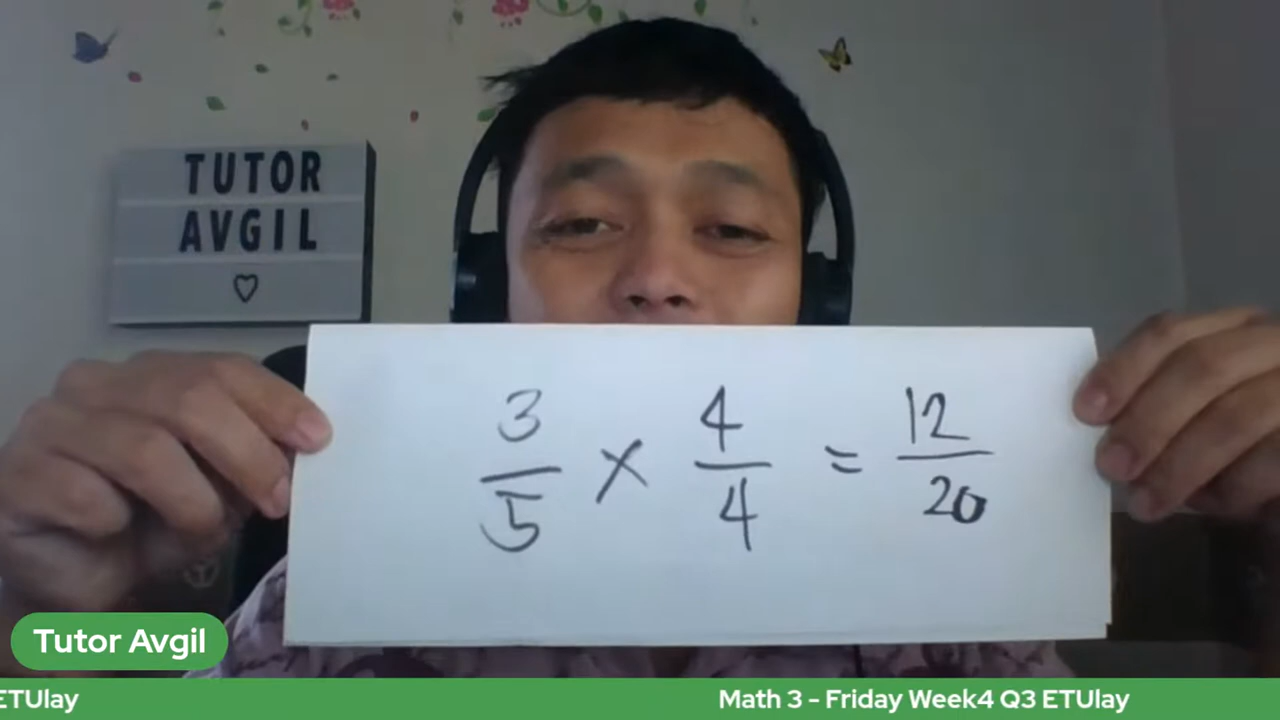 TUTOR
AVGIL
♡
3/5 × 4/4 = 12/20
Tutor Avgil
ETUlay
Math 3 - Friday Week4 Q3 ETUlay